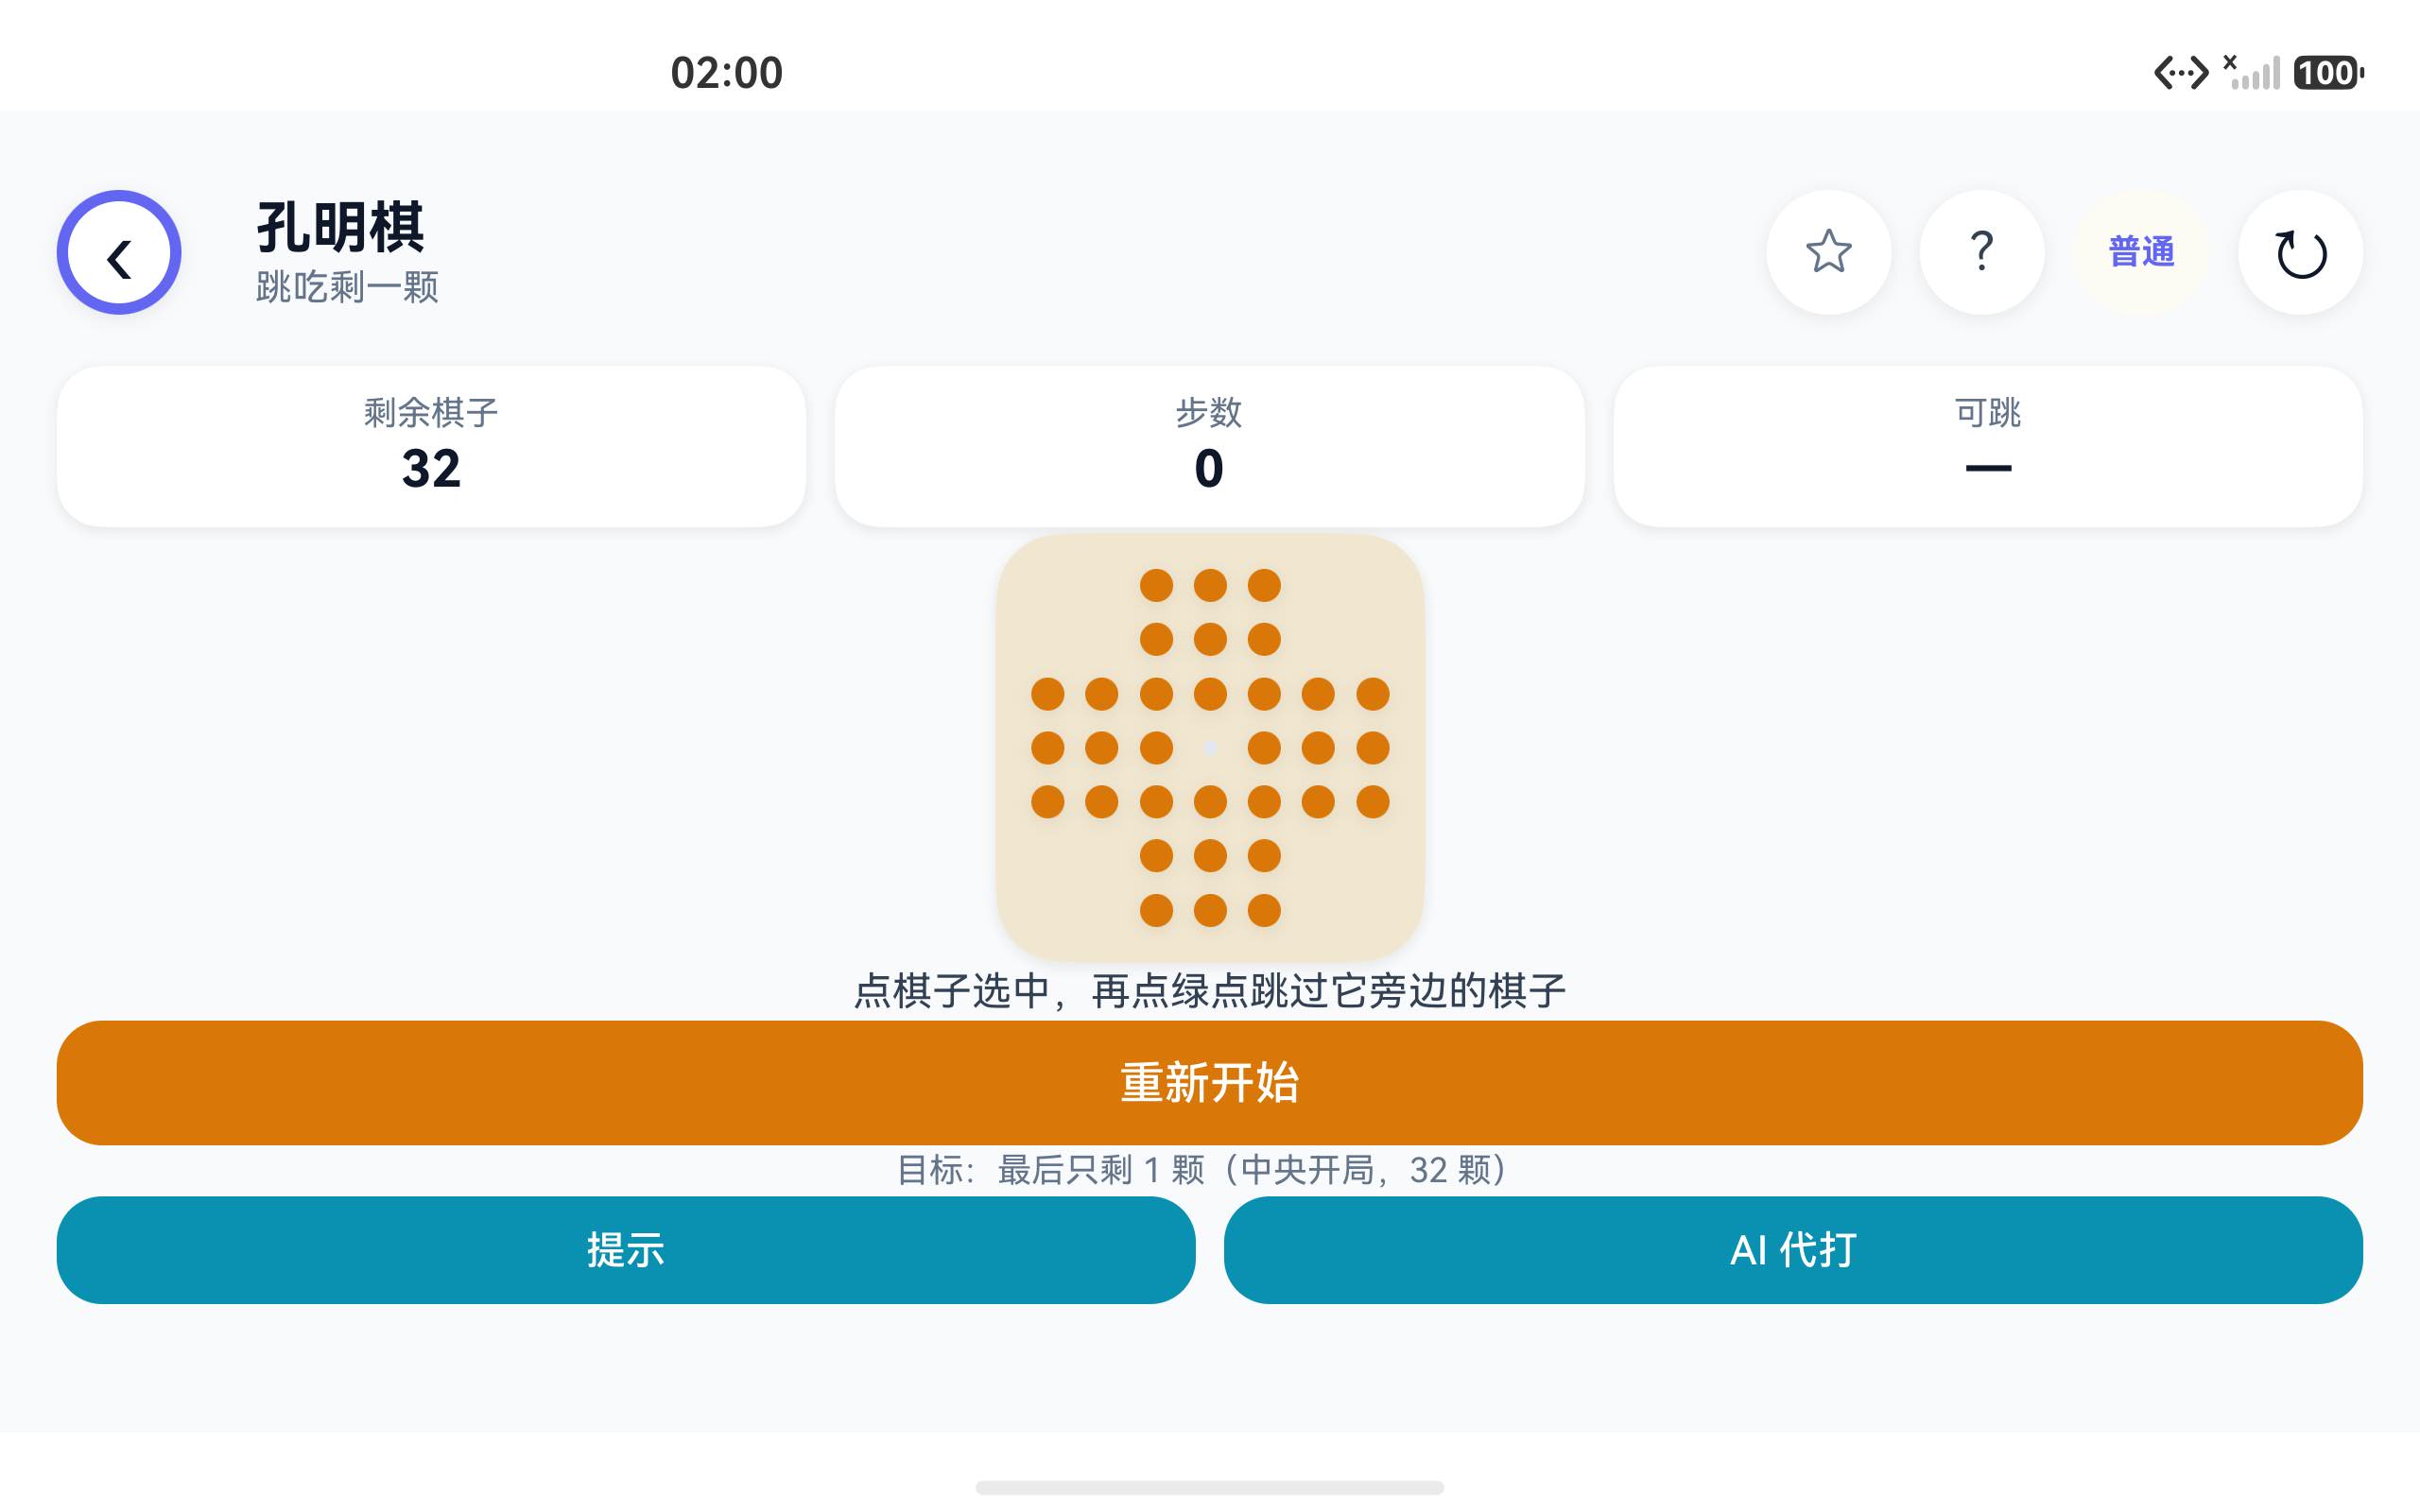 02:00
100
孔明棋
跳吃剩一颗
?
普通
剩余棋子
32
步数
0
可跳
—
点棋子选中，再点绿点跳过它旁边的棋子
重新开始
目标：最后只剩 1 颗（中央开局，32 颗）
提示
AI 代打